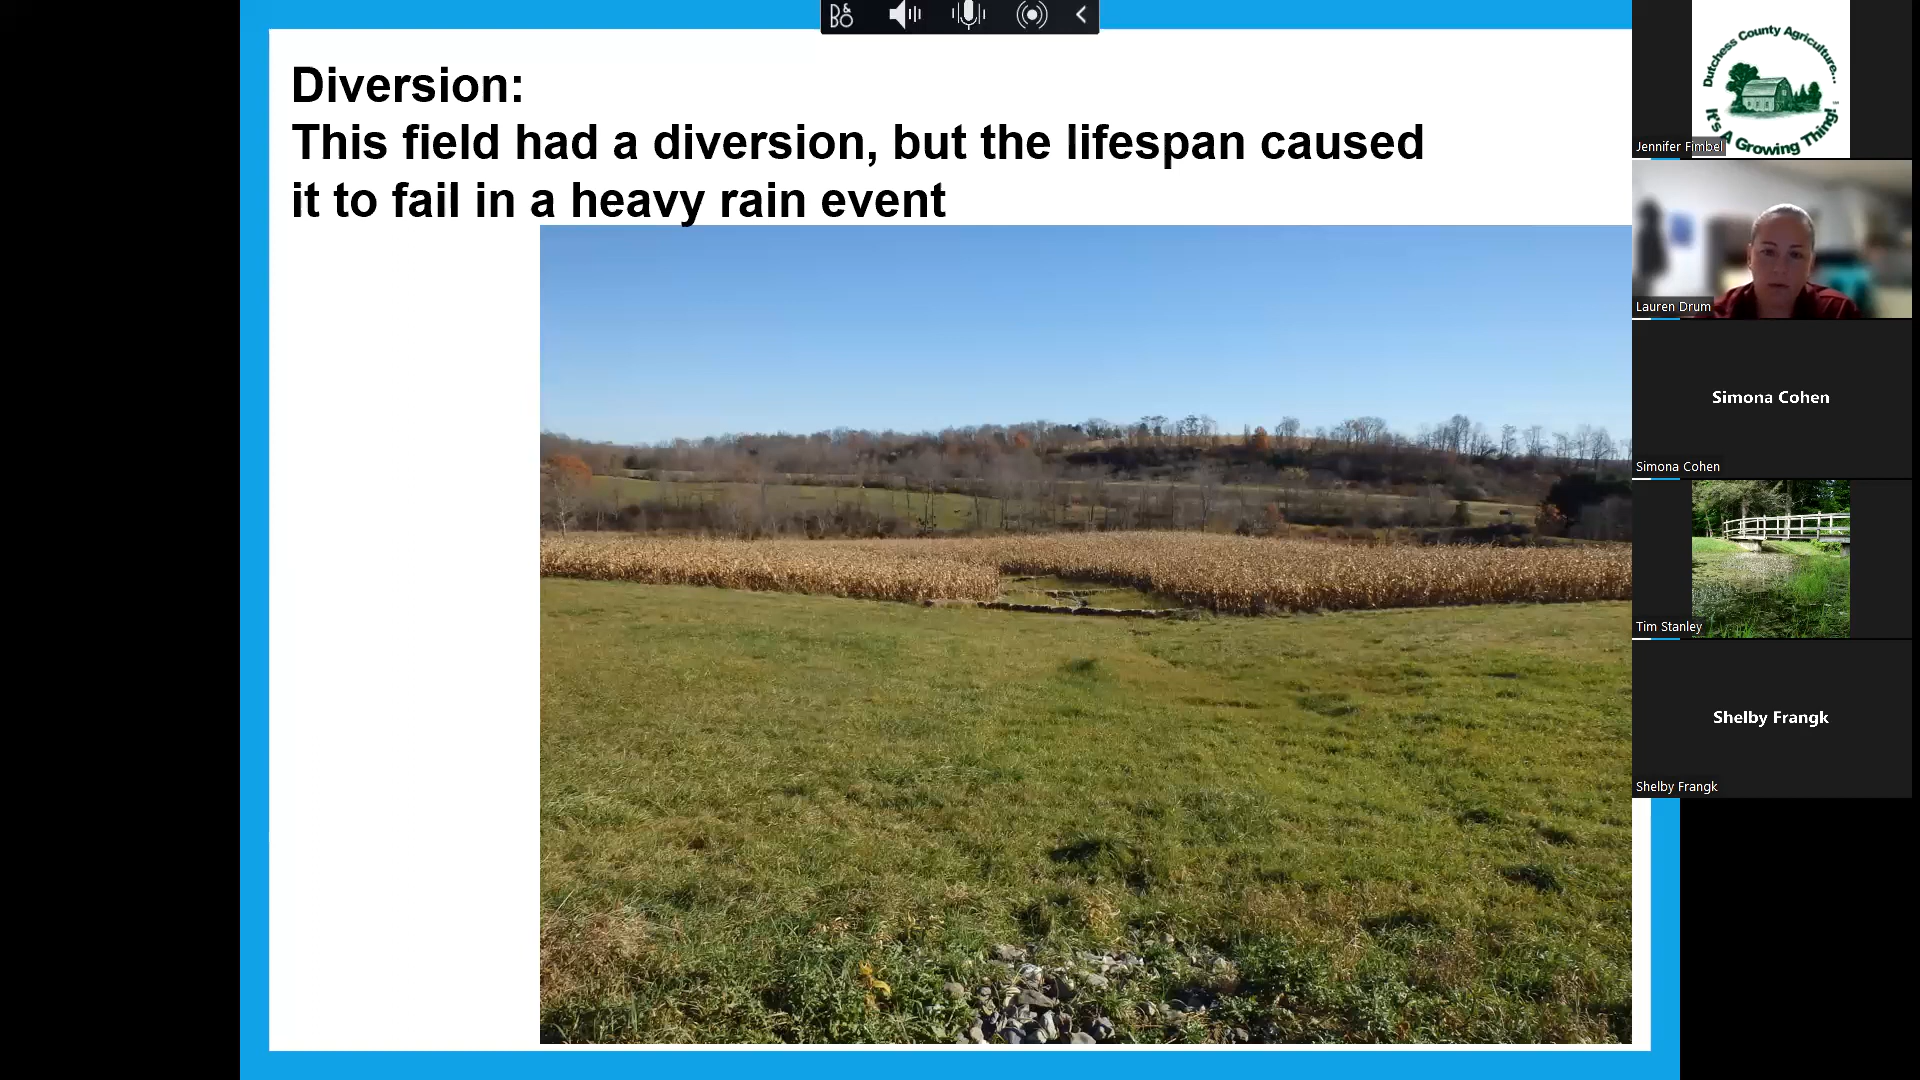 B&O
Diversion:
This field had a diversion, but the lifespan caused
it to fail in a heavy rain event
Dutchess County Agriculture...
It's A Growing Thing!
Jennifer Fimbel
Lauren Drum
Simona Cohen
Simona Cohen
Tim Stanley
Shelby Frangk
Shelby Frangk